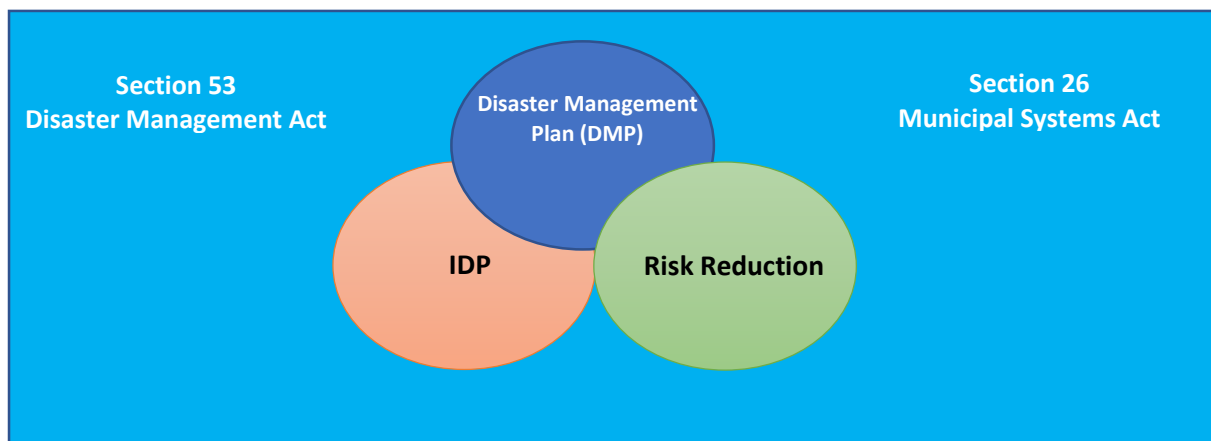 Section 53
Disaster Management Act
Disaster Management
Plan (DMP)
Section 26
Municipal Systems Act
IDP
Risk Reduction